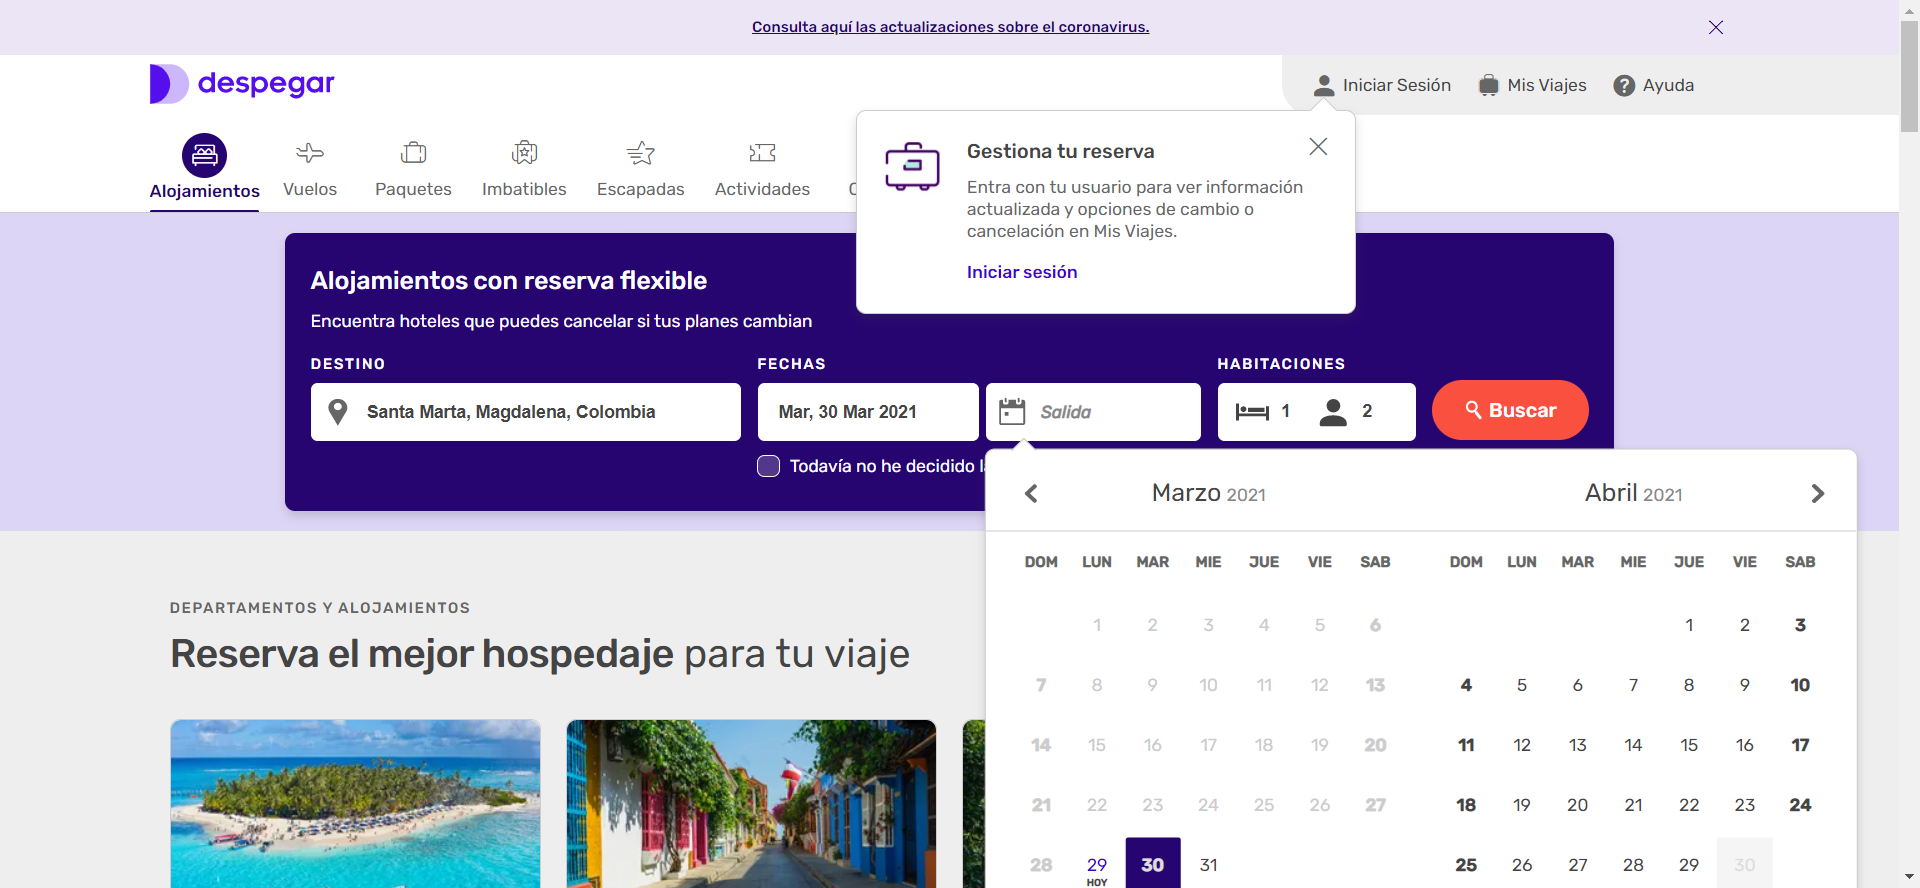 Consulta aquí las actualizaciones sobre el coronavirus.
despegar
Iniciar Sesión
Mis Viajes
Ayuda
Alojamientos
Vuelos
Paquetes
Imbatibles
Escapadas
Actividades
Gestiona tu reserva
Entra con tu usuario para ver información
actualizada y opciones de cambio o
cancelación en Mis Viajes.
Iniciar sesión
Alojamientos con reserva flexible
Encuentra hoteles que puedes cancelar si tus planes cambian
DESTINO
Santa Marta, Magdalena, Colombia
FECHAS
Mar, 30 Mar 2021
Salida
HABITACIONES
1 2
Buscar
Todavía no he decidido
Marzo 2021
DOM LUN MAR MIE JUE VIE SAB
1 2 3 4 5 6
7 8 9 10 11 12 13
14 15 16 17 18 19 20
21 22 23 24 25 26 27
28 29 30 31
HOY
Abril 2021
DOM LUN MAR MIE JUE VIE SAB
1 2 3
4 5 6 7 8 9 10
11 12 13 14 15 16 17
18 19 20 21 22 23 24
25 26 27 28 29 30
DEPARTAMENTOS Y ALOJAMIENTOS
Reserva el mejor hospedaje para tu viaje